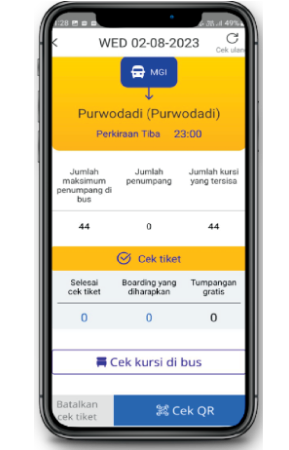 49%
WED 02-08-2023
Cek ulang
MGI
Purwodadi (Purwodadi)
Perkiraan Tiba 23:00
Jumlah maksimum penumpang di bus
Jumlah penumpang
Jumlah kursi yang tersisa
44 0 44
Cek tiket
Selesai cek tiket
Boarding yang diharapkan
Tumpangan gratis
0 0 0
Cek kursi di bus
Batalkan cek tiket
Cek QR